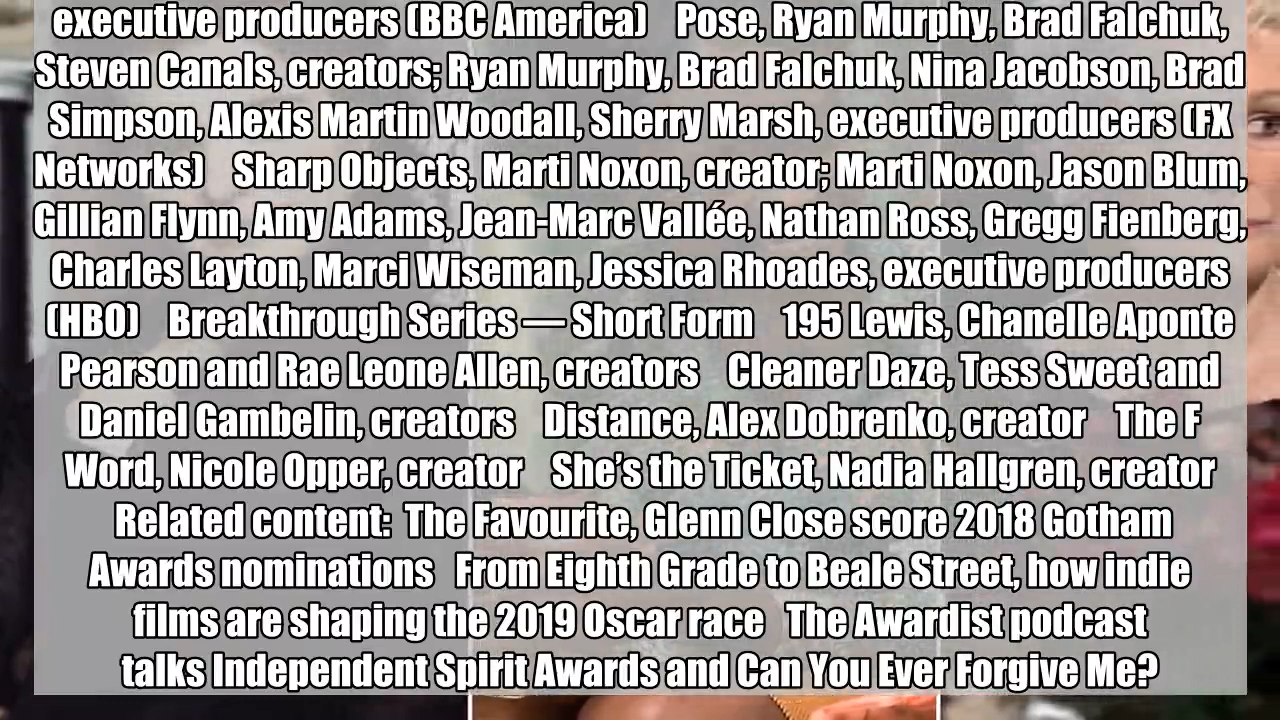 executive producers (BBC America) Pose, Ryan Murphy, Brad Falchuk,
Steven Canals, creators; Ryan Murphy, Brad Falchuk, Nina Jacobson, Brad
Simpson, Alexis Martin Woodall, Sherry Marsh, executive producers (FX
Networks) Sharp Objects, Marti Noxon, creator; Marti Noxon, Jason Blum,
Gillian Flynn, Amy Adams, Jean-Marc Vallée, Nathan Ross, Gregg Fienberg,
Charles Layton, Marci Wiseman, Jessica Rhoades, executive producers
(HBO) Breakthrough Series — Short Form 195 Lewis, Chanelle Aponte
Pearson and Rae Leone Allen, creators Cleaner Daze, Tess Sweet and
Daniel Gambelin, creators Distance, Alex Dobrenko, creator The F
Word, Nicole Opper, creator She’s the Ticket, Nadia Hallgren, creator
Related content: The Favourite, Glenn Close score 2018 Gotham
Awards nominations From Eighth Grade to Beale Street, how indie
films are shaping the 2019 Oscar race The Awardist podcast
talks Independent Spirit Awards and Can You Ever Forgive Me?